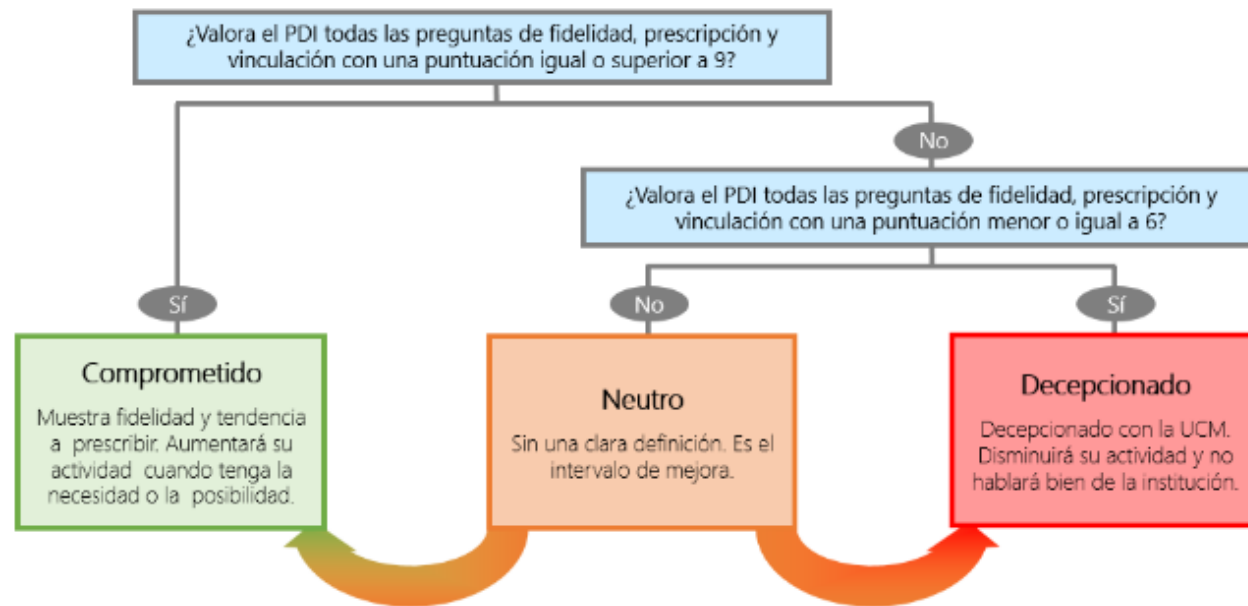 ¿Valora el PDI todas las preguntas de fidelidad, prescripción y
vinculación con una puntuación igual o superior a 9?
No
¿Valora el PDI todas las preguntas de fidelidad, prescripción y
vinculación con una puntuación menor o igual a 6?
Sí
No
Sí
Comprometido
Muestra fidelidad y tendencia
a prescribir. Aumentará su
actividad cuando tenga la
necesidad o la posibilidad.
Neutro
Sin una clara definición. Es el
intervalo de mejora.
Decepcionado
Decepcionado con la UCM.
Disminuirá su actividad y no
hablará bien de la institución.